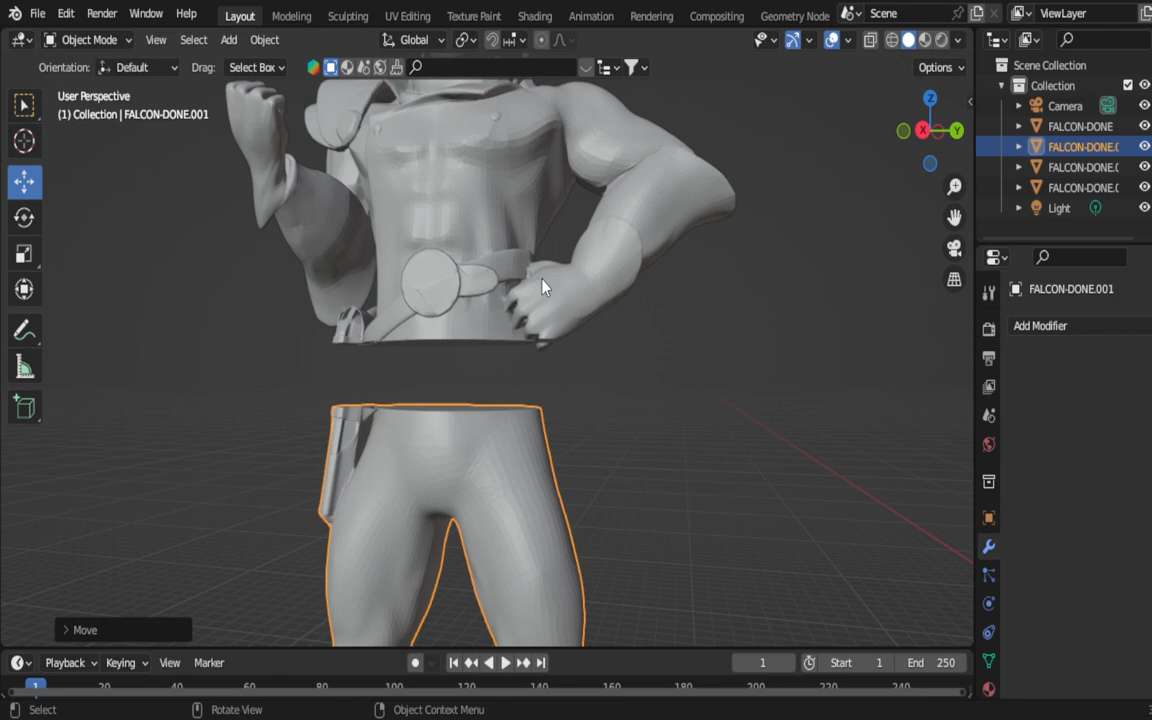 File Edit Render Window Help Layout Modeling Sculpting UV Editing Texture Paint Shading Animation Rendering Compositing Geometry Node Scene ViewLayer
Object Mode View Select Add Object Global
Orientation: Default Drag: Select Box Options
User Perspective
(1) Collection | FALCON-DONE.001
X Y Z
Scene Collection
Collection
Camera
FALCON-DONE
FALCON-DONE.(
FALCON-DONE.(
FALCON-DONE.(
Light
FALCON-DONE.001
Add Modifier
Move
Playback Keying View Marker 1 Start 1 End 250
1 20 40 60 80 100 120 140 160 180 200 220 240
Select Rotate View Object Context Menu